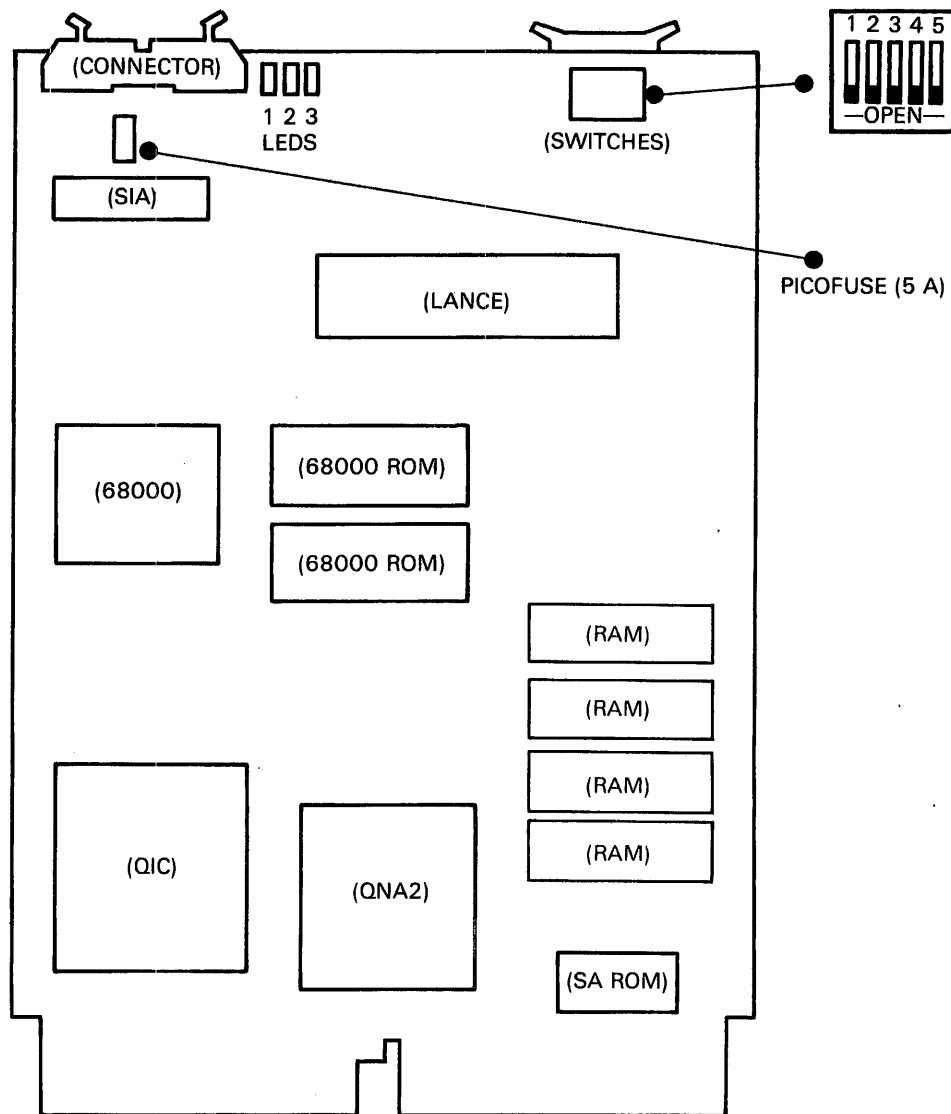 1 2 3 4 5
—OPEN—
(CONNECTOR)
1 2 3
LEDS
(SWITCHES)
(SIA)
PICOFUSE (5 A)
(LANCE)
(68000)
(68000 ROM)
(68000 ROM)
(RAM)
(RAM)
(RAM)
(RAM)
(QIC)
(QNA2)
(SA ROM)